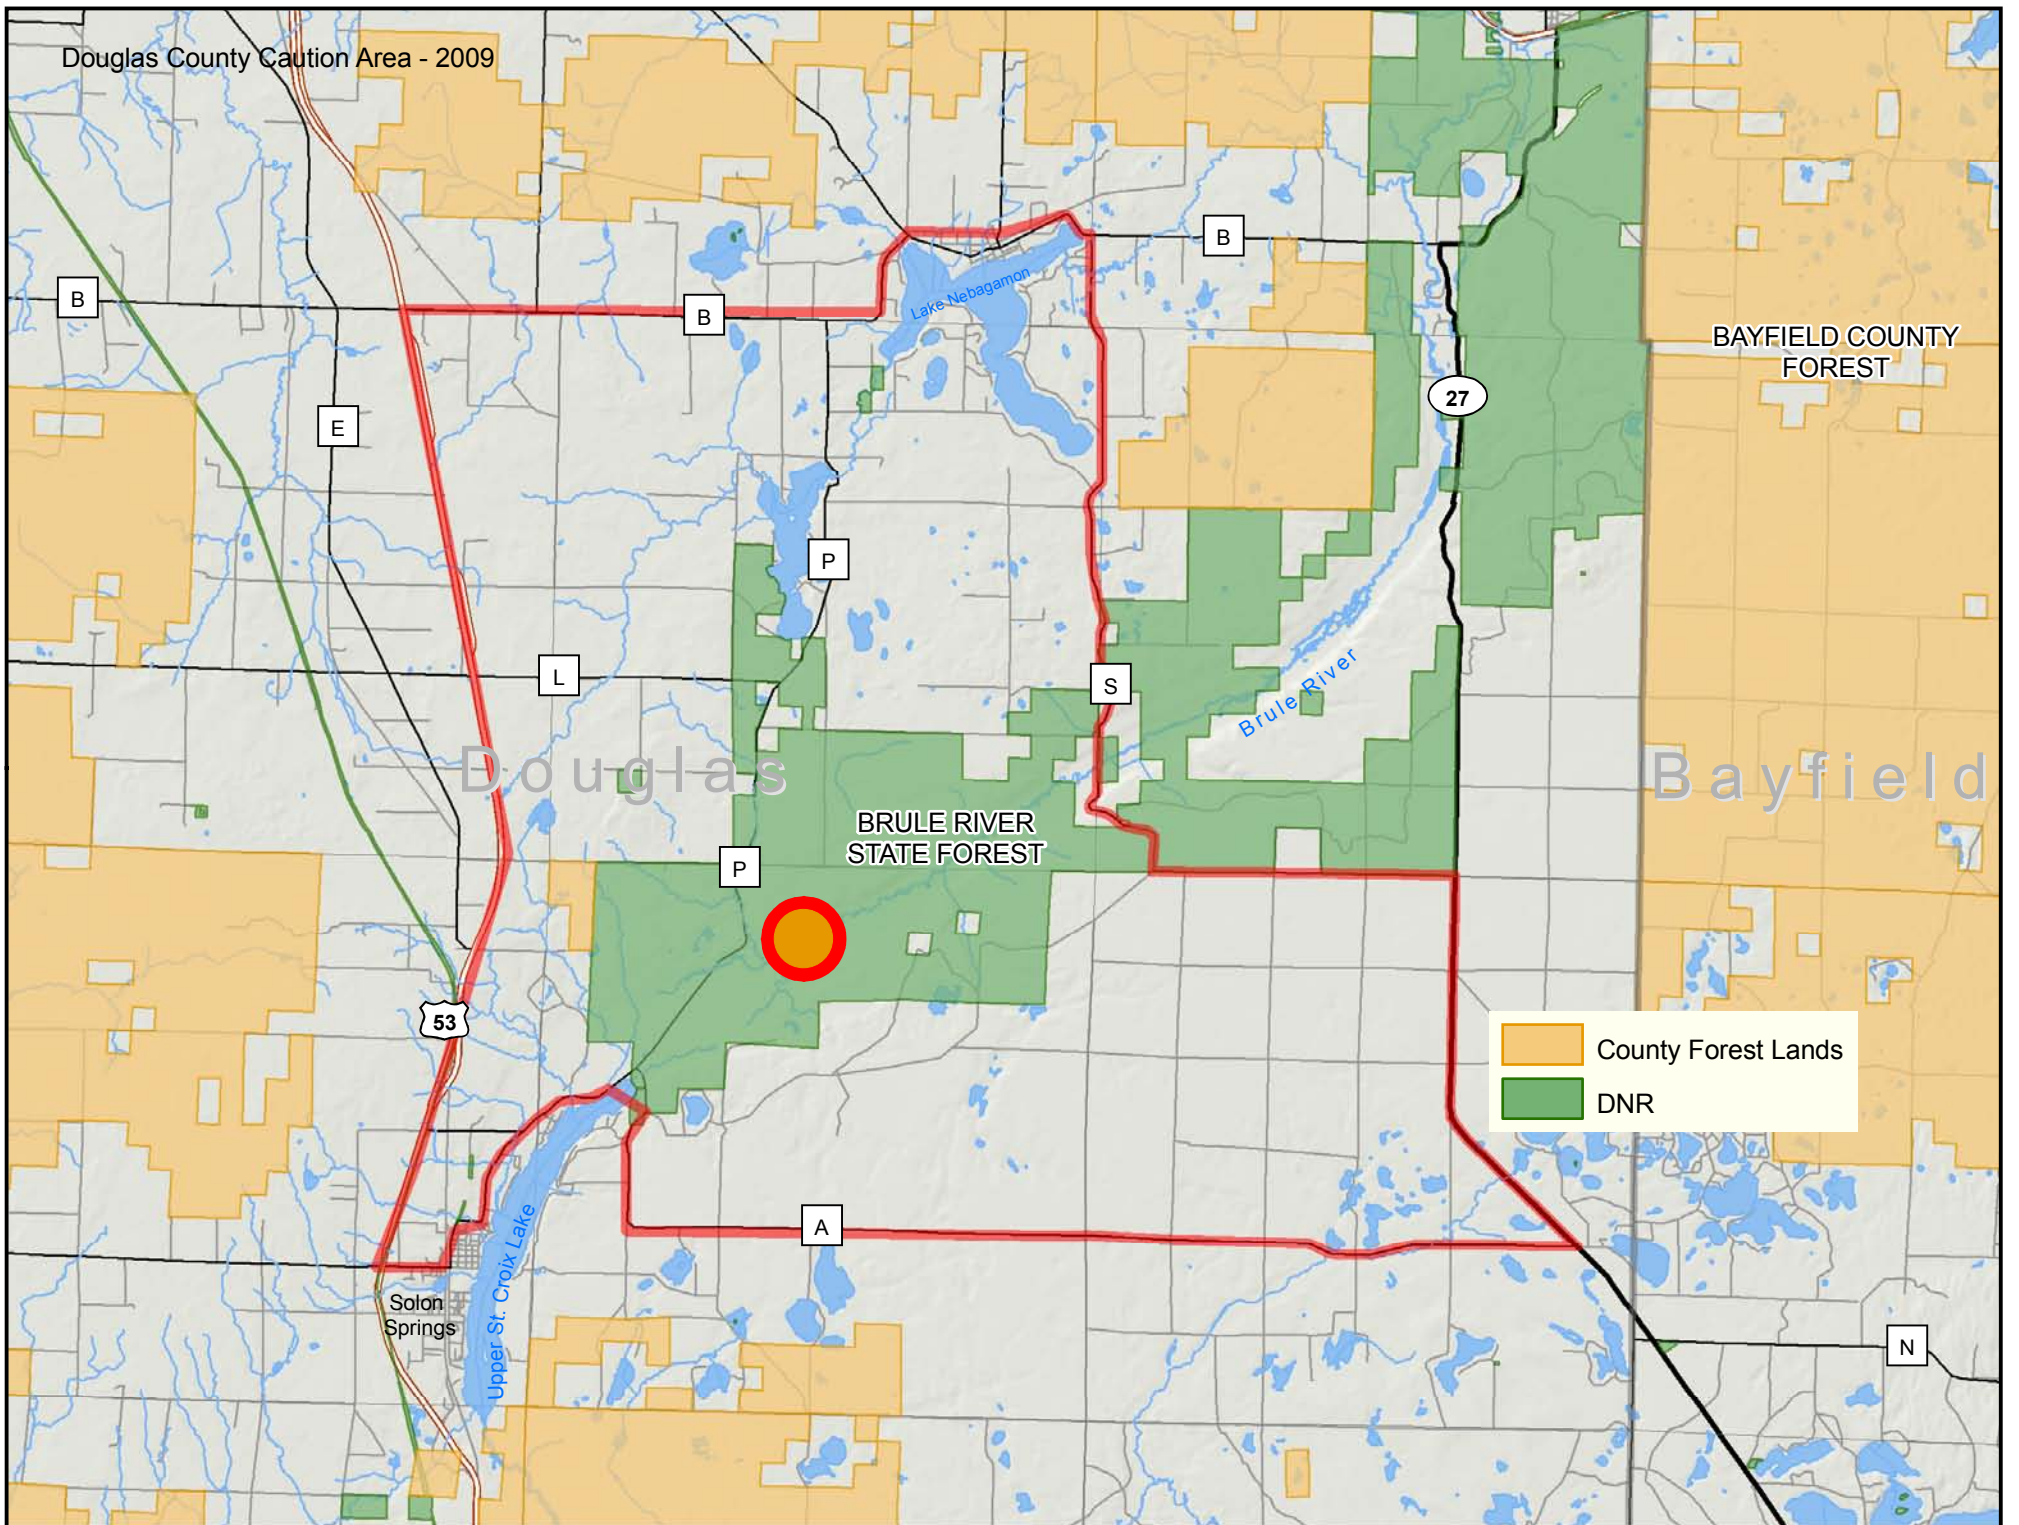 Douglas County Caution Area - 2009
B
B
B
Lake Nebagamon
BAYFIELD COUNTY
FOREST
27
E
P
L
S
Brule River
Douglas
Bayfield
BRULE RIVER
STATE FOREST
P
53
County Forest Lands
DNR
A
Upper St. Croix Lake
Solon
Springs
N